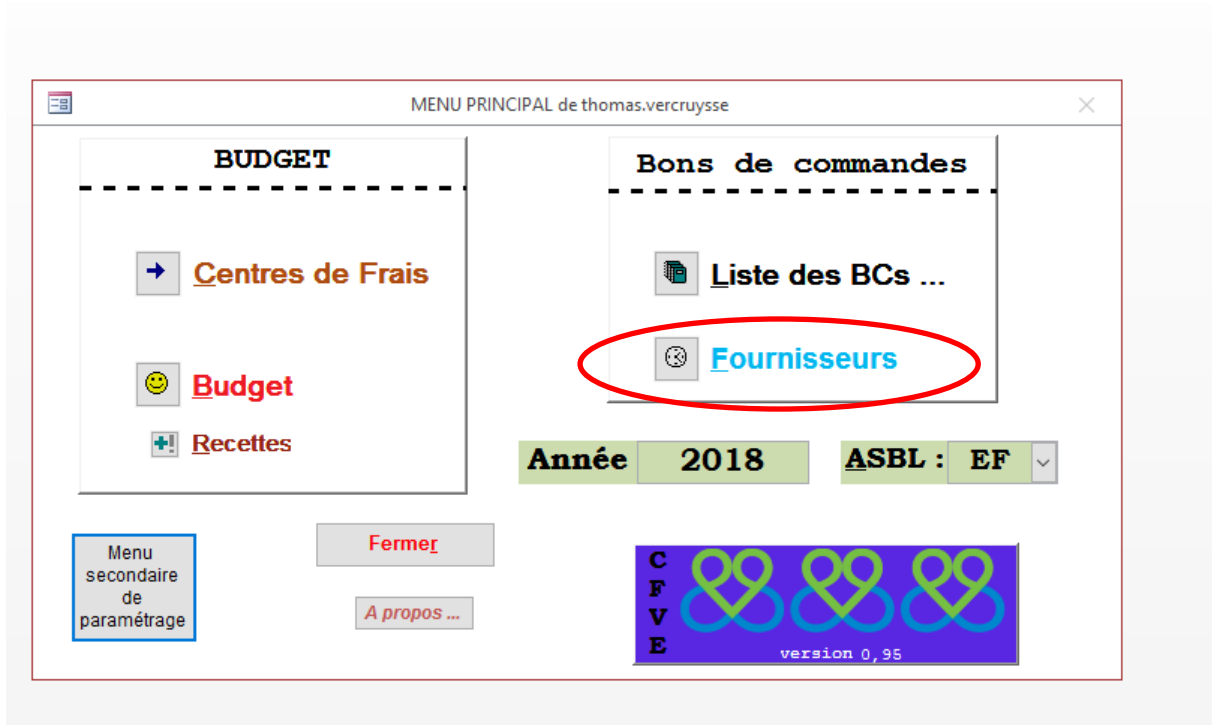 MENU PRINCIPAL de thomas.vercruysse
BUDGET
Centres de Frais
Budget
Recettes
Bons de commandes
Liste des BCs ...
Fournisseurs
Année 2018 ASBL : EF
Menu
secondaire
de
paramétrage
Fermer
A propos ...
C
F
V
E
version 0,95